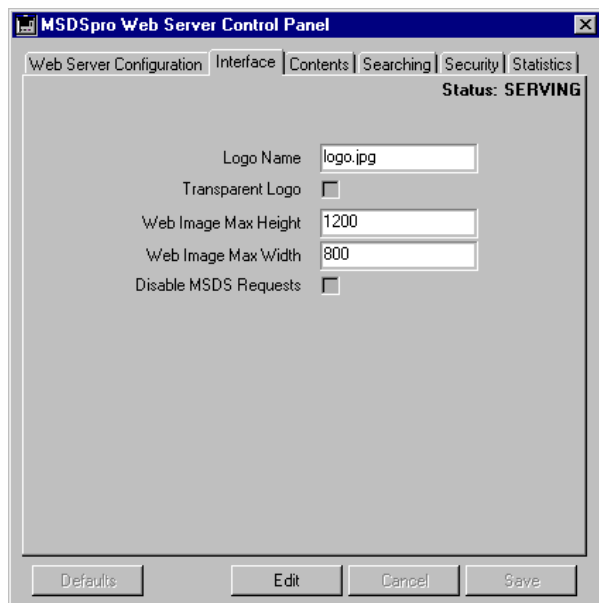 MSDSpro Web Server Control Panel
Web Server Configuration Interface Contents Searching Security Statistics
Status: SERVING
Logo Name logo.jpg
Transparent Logo
Web Image Max Height 1200
Web Image Max Width 800
Disable MSDS Requests
Defaults Edit Cancel Save